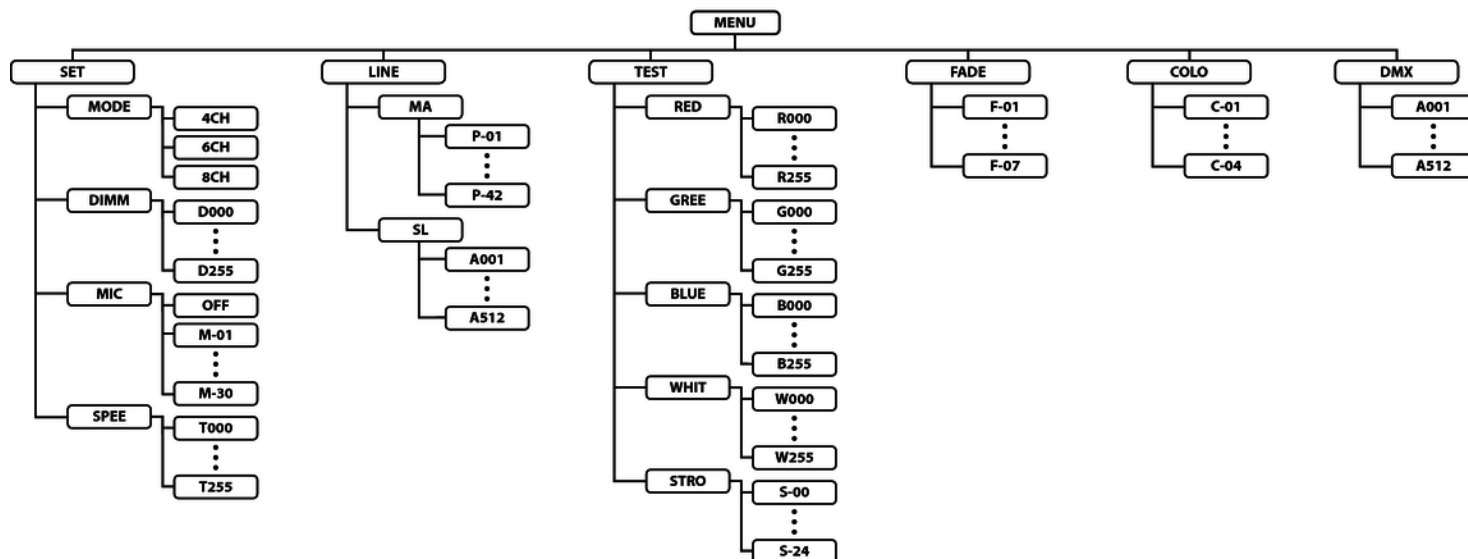 MENU
SET
MODE
4CH
6CH
8CH
DIMM
D000
D255
MIC
OFF
M-01
M-30
SPEE
T000
T255
LINE
MA
P-01
P-42
SL
A001
A512
TEST
RED
R000
R255
GREE
G000
G255
BLUE
B000
B255
WHIT
W000
W255
STRO
S-00
S-24
FADE
F-01
F-07
COLO
C-01
C-04
DMX
A001
A512